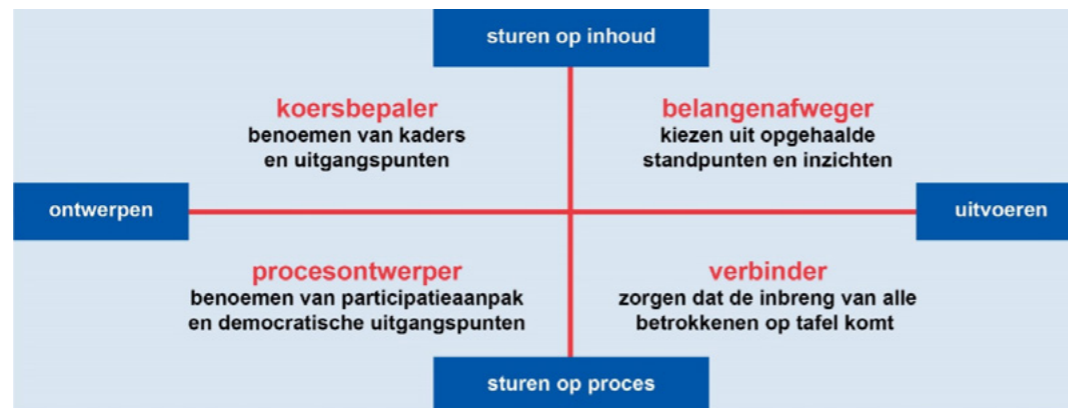 sturen op inhoud
koersbepaler
benoemen van kaders
en uitgangspunten
belangenafweger
kiezen uit opgehaalde
standpunten en inzichten
ontwerpen
uitvoeren
procesontwerper
benoemen van participatieaanpak
en democratische uitgangspunten
verbinder
zorgen dat de inbreng van alle
betrokkenen op tafel komt
sturen op proces